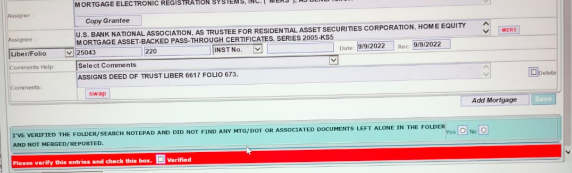 MORTGAGE ELECTRONIC REGISTRATION SYSTEMS, INC. ("MERS"), AS
Assignor :
Copy Grantee
U.S. BANK NATIONAL ASSOCIATION, AS TRUSTEE FOR RESIDENTIAL ASSET SECURITIES CORPORATION, HOME EQUITY
Assignee :
MORTGAGE ASSET-BACKED PASS-THROUGH CERTIFICATES, SERIES 2005-KS5
MERS
Liber/Folio 25043 220 INST No. Date: 9/9/2022 Rec: 9/9/2022
Comments Help: Select Comments
ASSIGNS DEED OF TRUST LIBER 6617 FOLIO 673.
Delete
Comments:
swap
Add Mortgage Save
I'VE VERIFIED THE FOLDER/SEARCH NOTEPAD AND DID NOT FIND ANY MTG/DOT OR ASSOCIATED DOCUMENTS LEFT ALONE IN THE FOLDER Yes No
AND NOT MERGED/REPORTED.
Please verify this entries and check this box. Verified